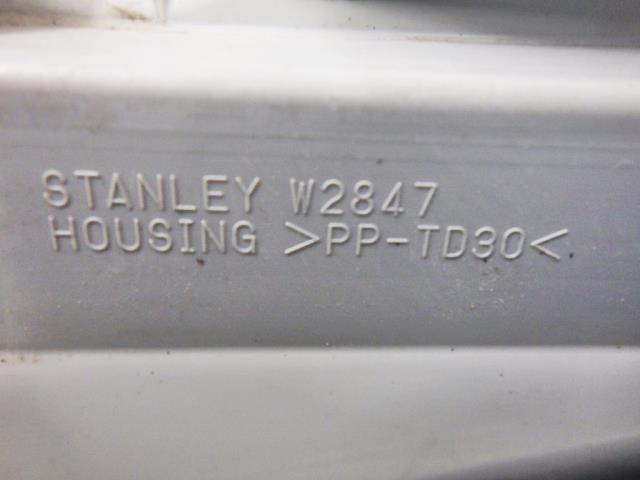 STANLEY W2847
HOUSING >PP-TD30<